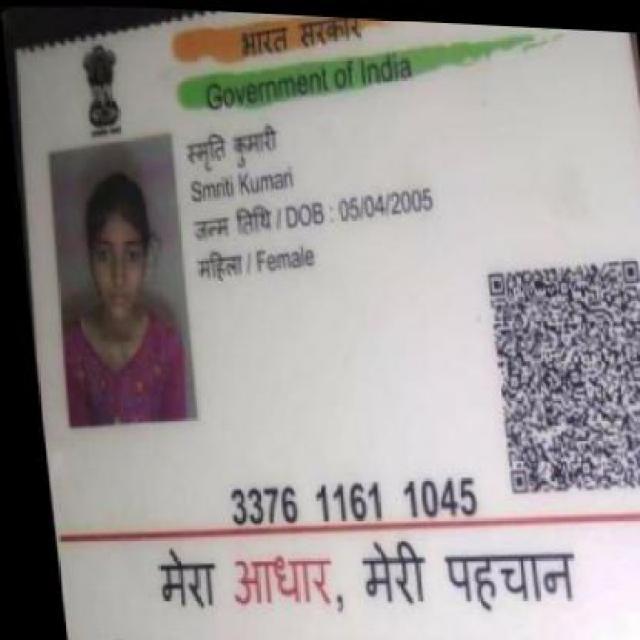 भारत सरकार
Government of India
स्मृति कुमारी
Smriti Kumari
जन्म तिथि / DOB : 05/04/2005
महिला / Female
3376 1161 1045
मेरा आधार, मेरी पहचान